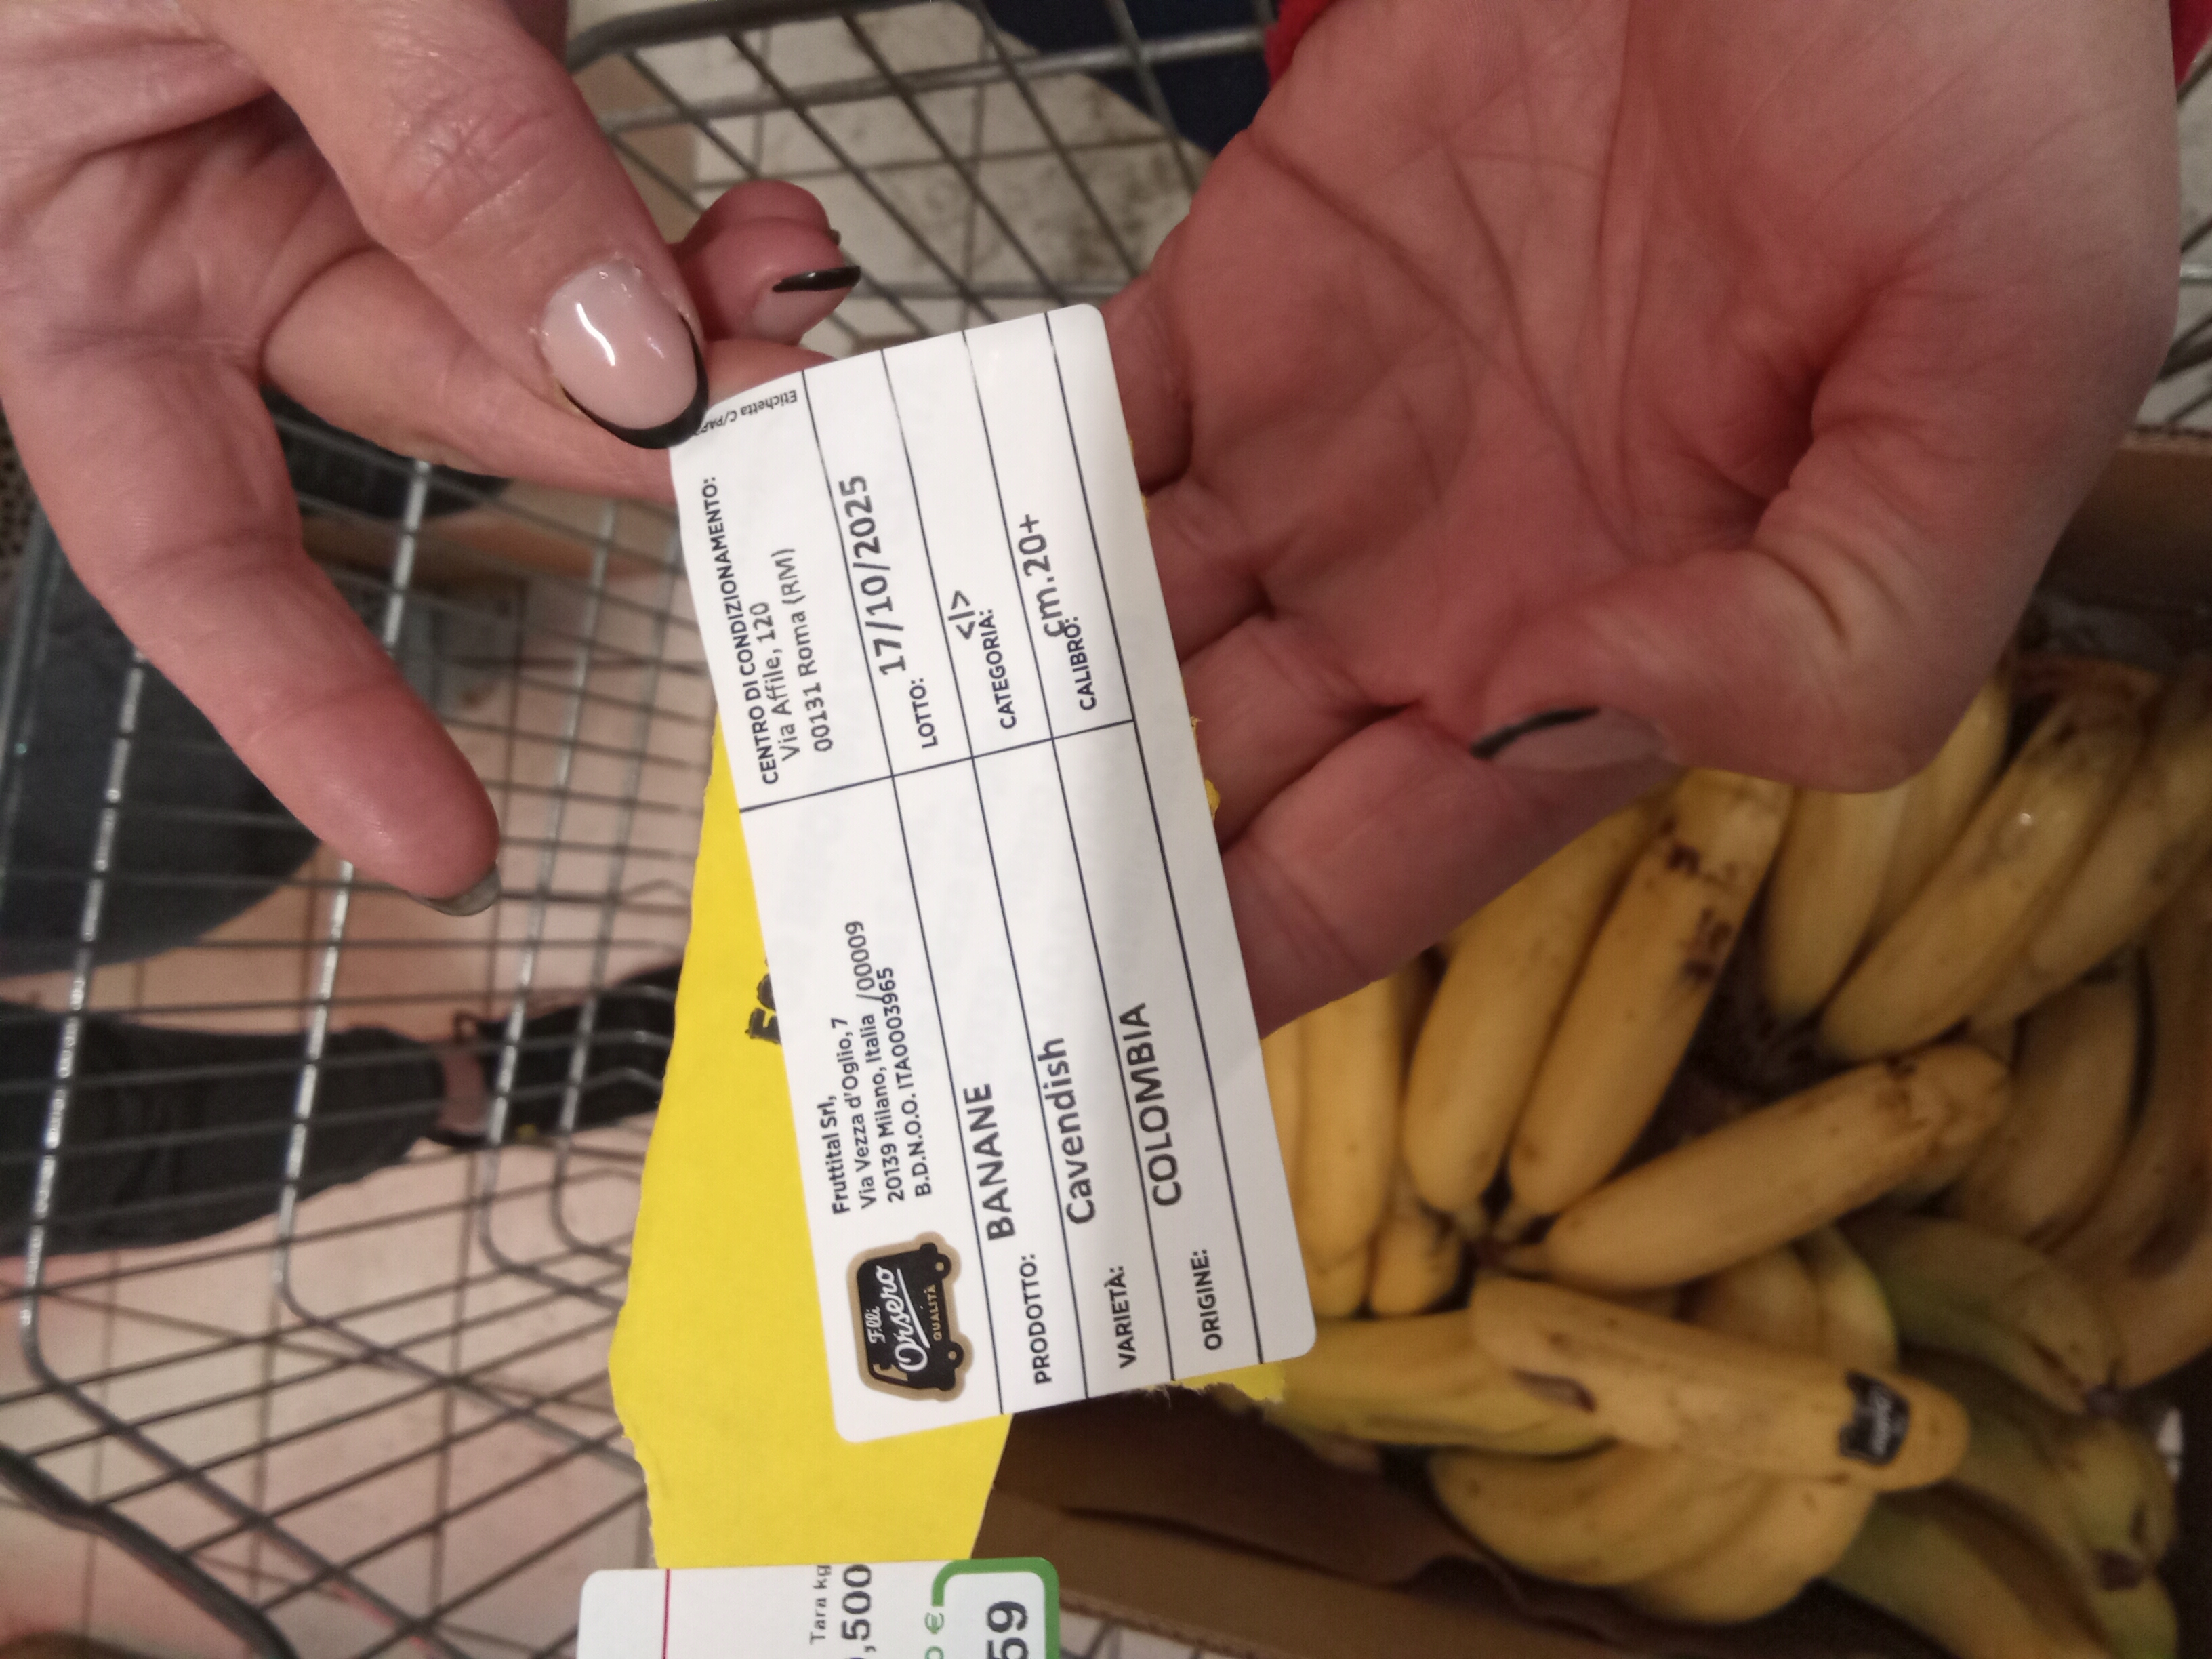 F.lli
Orsero
QUALITÀ
Fruttital Srl,
Via Vezza d'Oglio, 7
20139 Milano, Italia /00009
B.D.N.O.O. ITA0003965
CENTRO DI CONDIZIONAMENTO:
Via Affile, 120
00131 Roma (RM)
Etichetta C/PAP
PRODOTTO: BANANE
LOTTO: 17/10/2025
VARIETÀ: Cavendish
CATEGORIA: <I>
ORIGINE: COLOMBIA
CALIBRO: cm.20+
Tara kg
,500
€
59